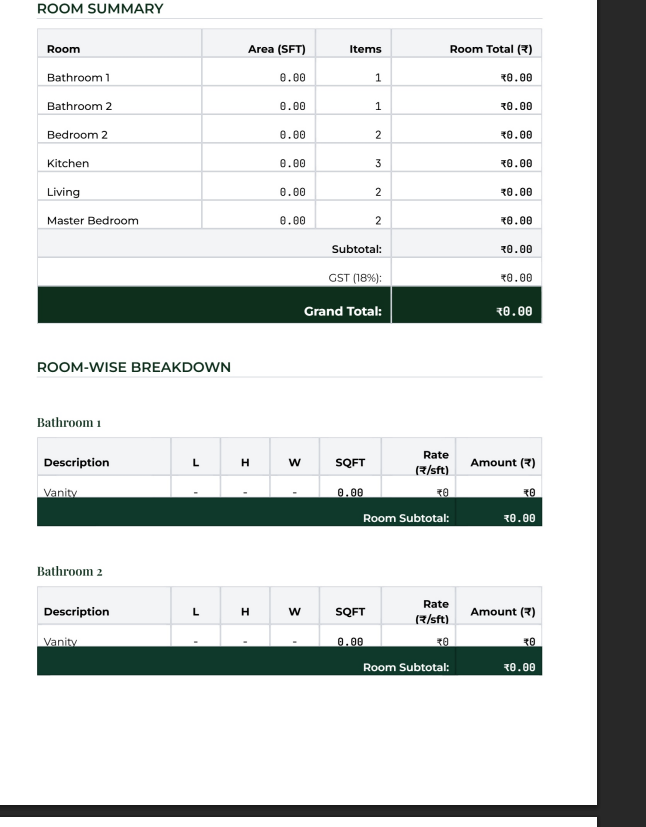 ROOM SUMMARY
Room Area (SFT) Items Room Total (₹)
Bathroom 1 0.00 1 ₹0.00
Bathroom 2 0.00 1 ₹0.00
Bedroom 2 0.00 2 ₹0.00
Kitchen 0.00 3 ₹0.00
Living 0.00 2 ₹0.00
Master Bedroom 0.00 2 ₹0.00
Subtotal: ₹0.00
GST (18%): ₹0.00
Grand Total: ₹0.00
ROOM-WISE BREAKDOWN
Bathroom 1
Description L H W SQFT Rate (₹/sft) Amount (₹)
Vanity - - - 0.00 ₹0 ₹0
Room Subtotal: ₹0.00
Bathroom 2
Description L H W SQFT Rate (₹/sft) Amount (₹)
Vanity - - - 0.00 ₹0 ₹0
Room Subtotal: ₹0.00